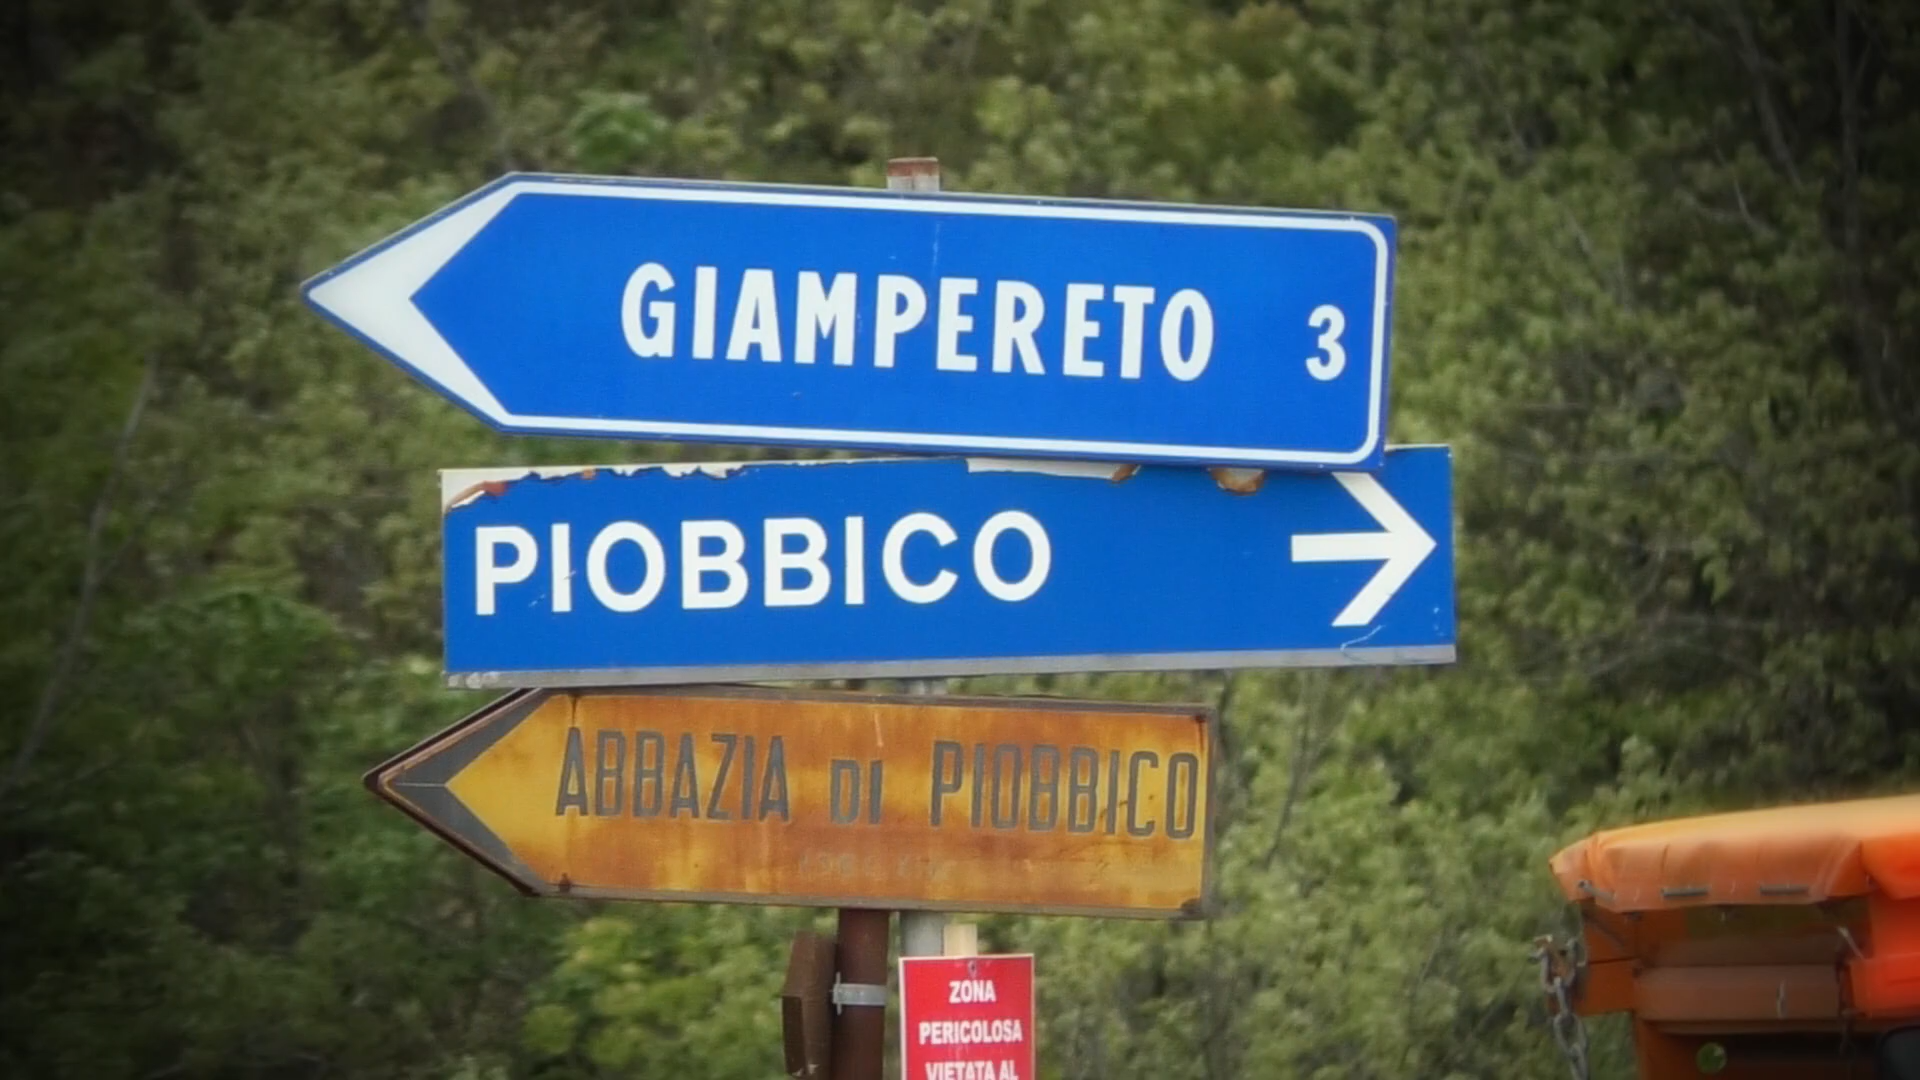 GIAMPERETO 3
PIOBBICO
ABBAZIA DI PIOBBICO
ZONA
PERICOLOSA
VIETATA AL